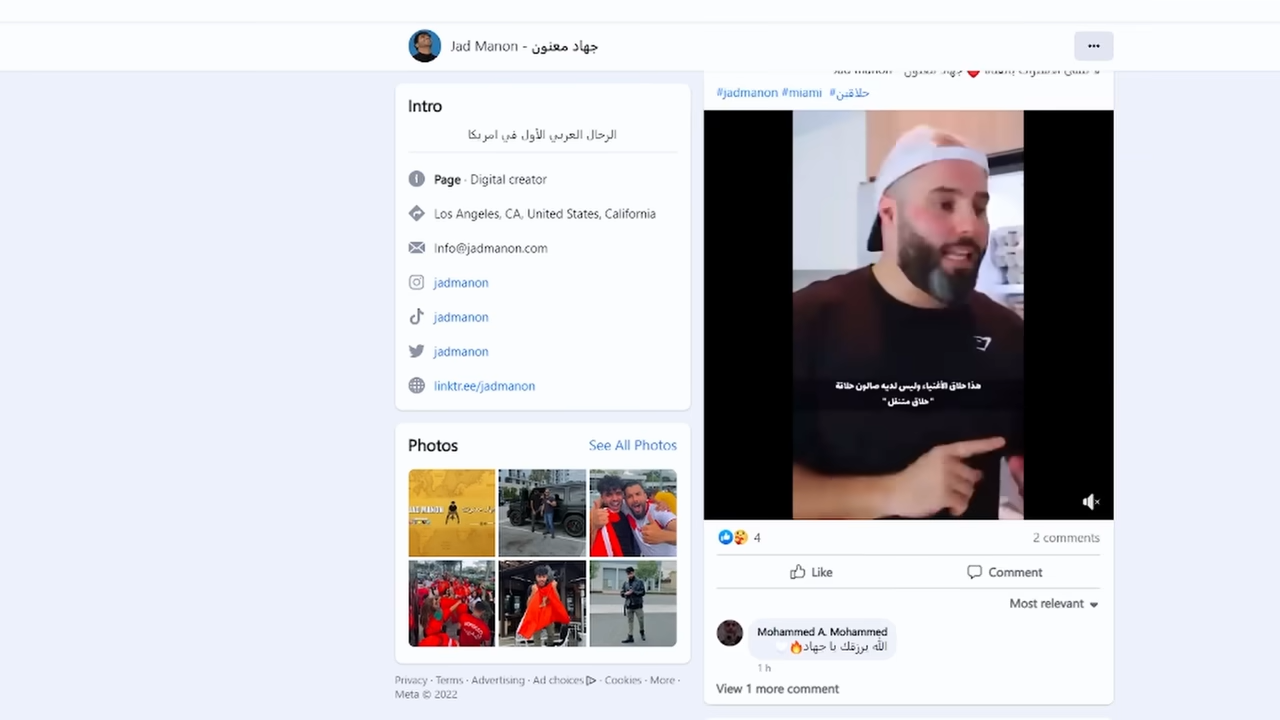 Jad Manon - جهاد معنون
Intro
الرحال العربي الأول في امريكا
Page · Digital creator
Los Angeles, CA, United States, California
Info@jadmanon.com
jadmanon
jadmanon
jadmanon
linktr.ee/jadmanon
Photos
See All Photos
JAD MANON
Privacy · Terms · Advertising · Ad choices · Cookies · More ·
Meta © 2022
#jadmanon #miami #حلاقتن
هذا حلاق الأغنياء وليس لديه صالون حلاقة
"حلاق متنقل"
4
2 comments
Like
Comment
Most relevant
Mohammed A. Mohammed
الله يرزقك يا جهاد🔥
1 h
View 1 more comment